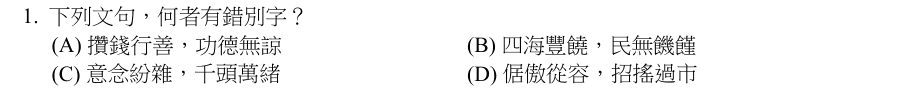 1. 下列文句，何者有錯別字？
(A) 攢錢行善，功德無諒 (B) 四海豐饒，民無饑饉
(C) 意念紛雜，千頭萬緒 (D) 倨傲從容，招搖過市